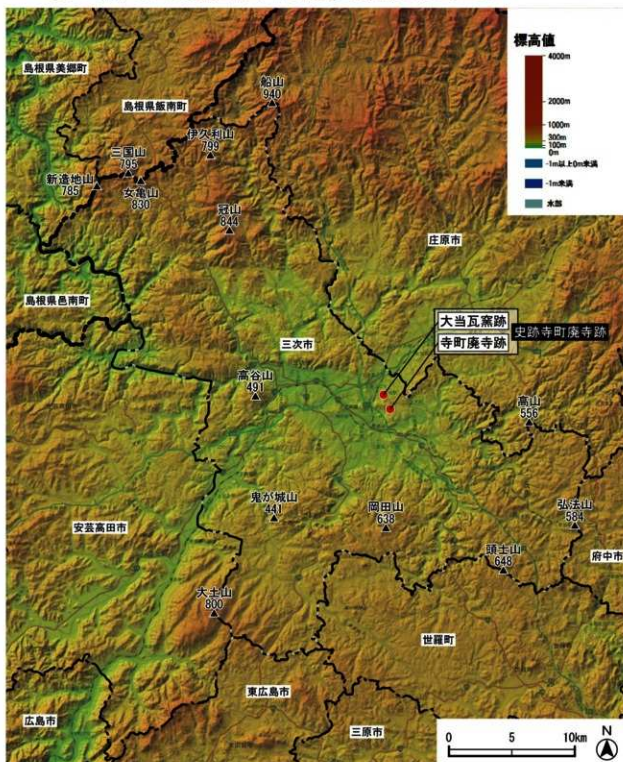 標高値
4000m
2000m
1000m
300m
100m
0m
-1m以上0m未満
-1m未満
水部
島根県美郷町
島根県飯南町
船山
940
伊久利山
799
三国山
795
新造地山
785
女亀山
830
冠山
844
庄原市
島根県邑南町
大当瓦窯跡
寺町廃寺跡
史跡寺町廃寺跡
三次市
高谷山
491
高山
556
鬼が城山
441
岡田山
638
弘法山
584
安芸高田市
府中市
頭士山
648
大土山
800
世羅町
東広島市
広島市
三原市
0
5
10km
N